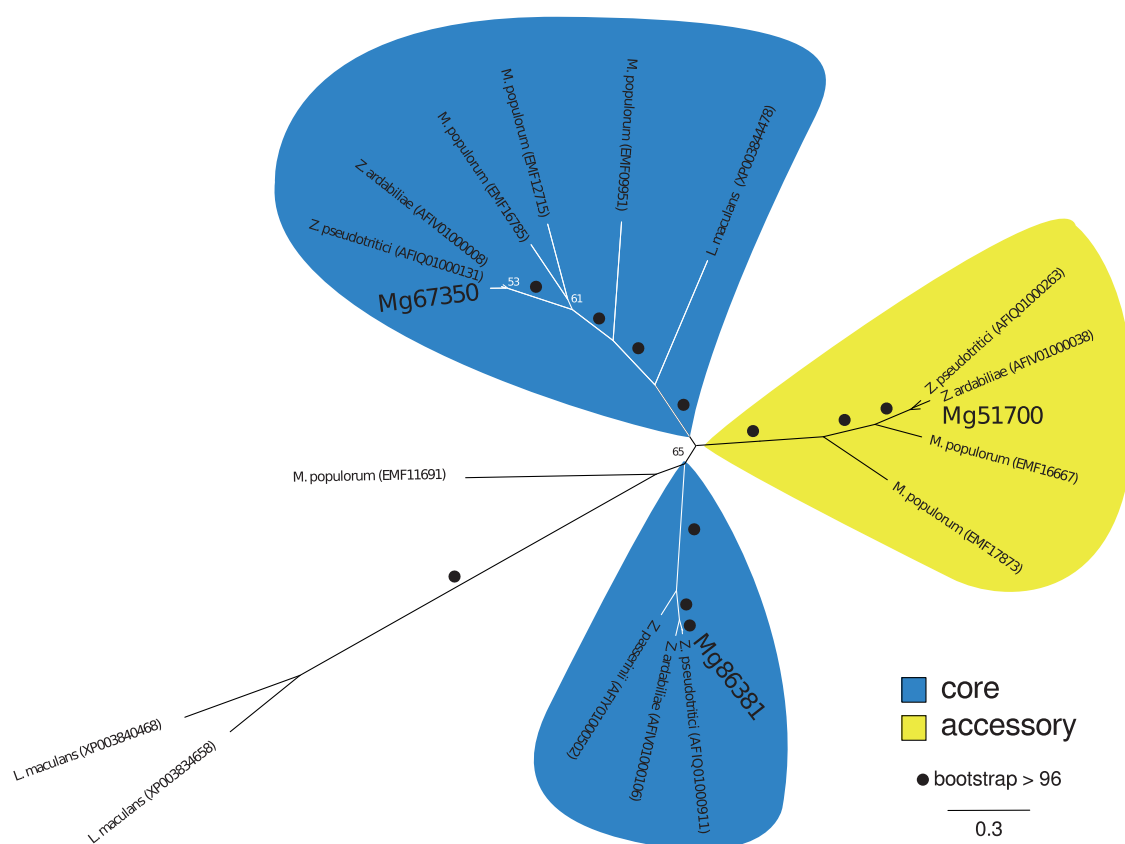 M. populorum (EMF09951)
M. populorum (EMF12715)
L. maculans (XP003844478)
M. populorum (EMF16785)
Z. ardabiliae (AFIV01000008)
Z. pseudotritici (AFIQ01000131)
53
61
Mg67350
Z. pseudotritici (AFIQ01000263)
Z. ardabiliae (AFIV01000038)
Mg51700
M. populorum (EMF16667)
M. populorum (EMF17873)
65
M. populorum (EMF11691)
Mg86381
Z. passerinii (AFIY01000502)
Z. ardabiliae (AFIV01000106)
Z. pseudotritici (AFIQ01000911)
L. maculans (XP003840468)
L. maculans (XP003834658)
core
accessory
bootstrap > 96
0.3